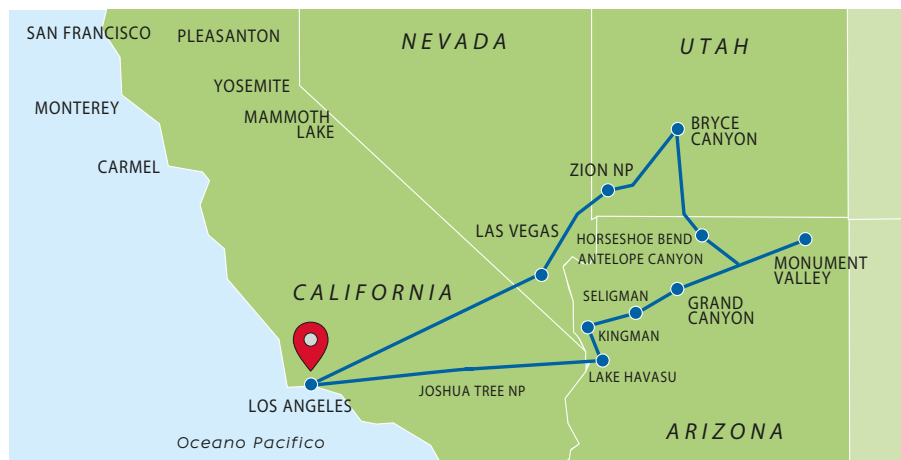 SAN FRANCISCO
PLEASANTON
NEVADA
UTAH
YOSEMITE
MONTEREY
MAMMOTH
LAKE
BRYCE
CANYON
CARMEL
ZION NP
LAS VEGAS
HORSESHOE BEND
ANTELOPE CANYON
MONUMENT
VALLEY
CALIFORNIA
SELIGMAN
GRAND
CANYON
KINGMAN
LAKE HAVASU
JOSHUA TREE NP
LOS ANGELES
ARIZONA
Oceano Pacifico